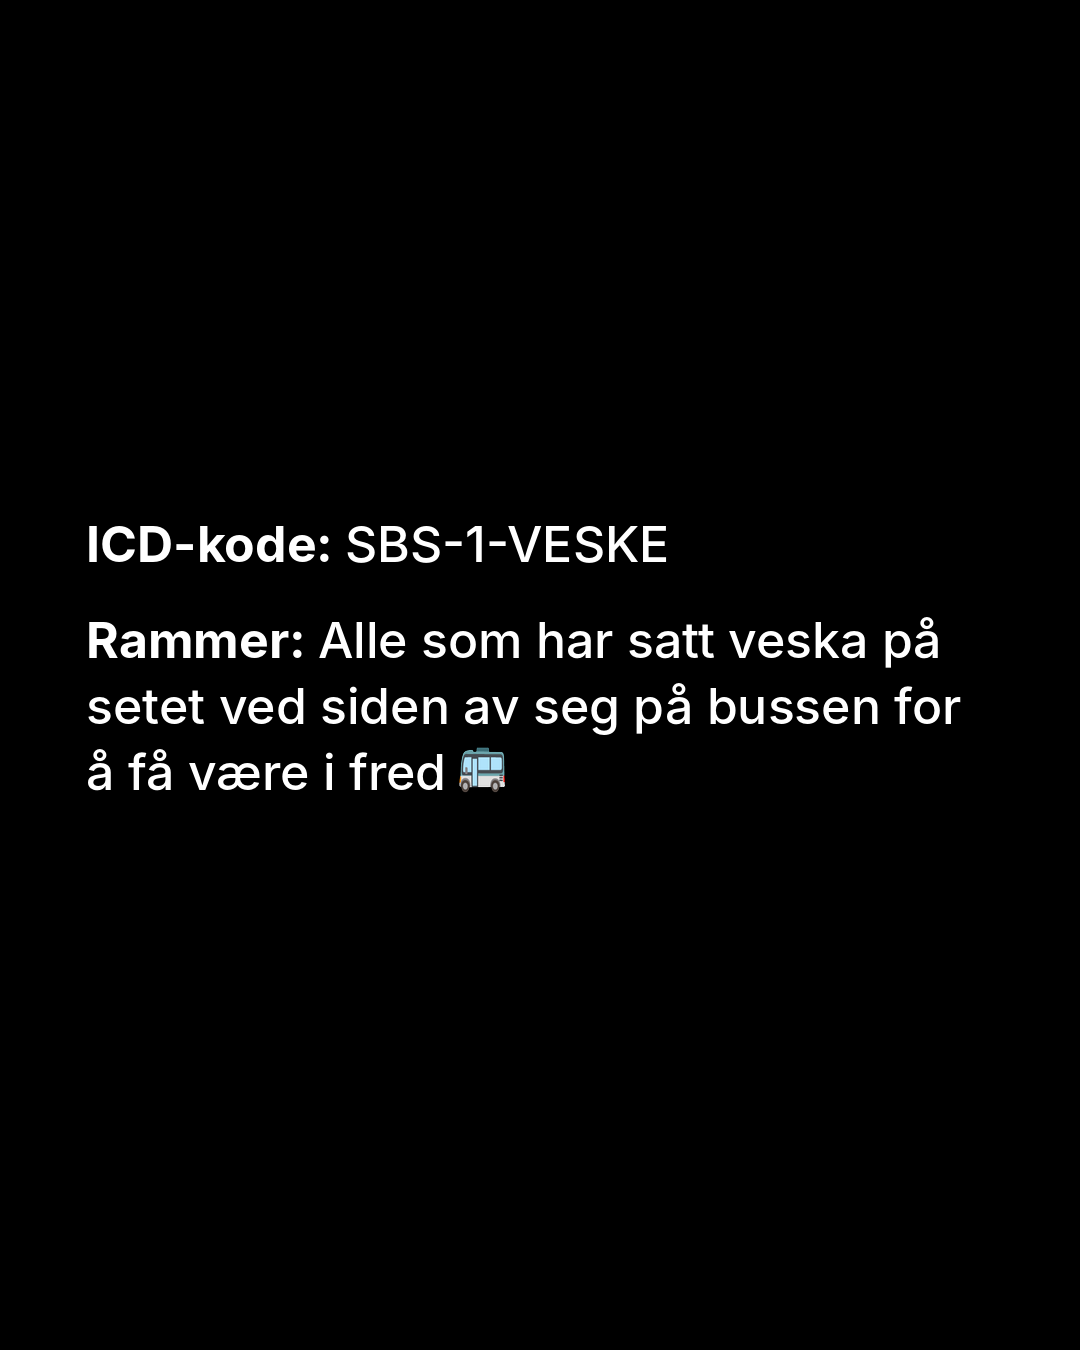 ICD-kode: SBS-1-VESKE
Rammer: Alle som har satt veska på
setet ved siden av seg på bussen for
å få være i fred 🚌